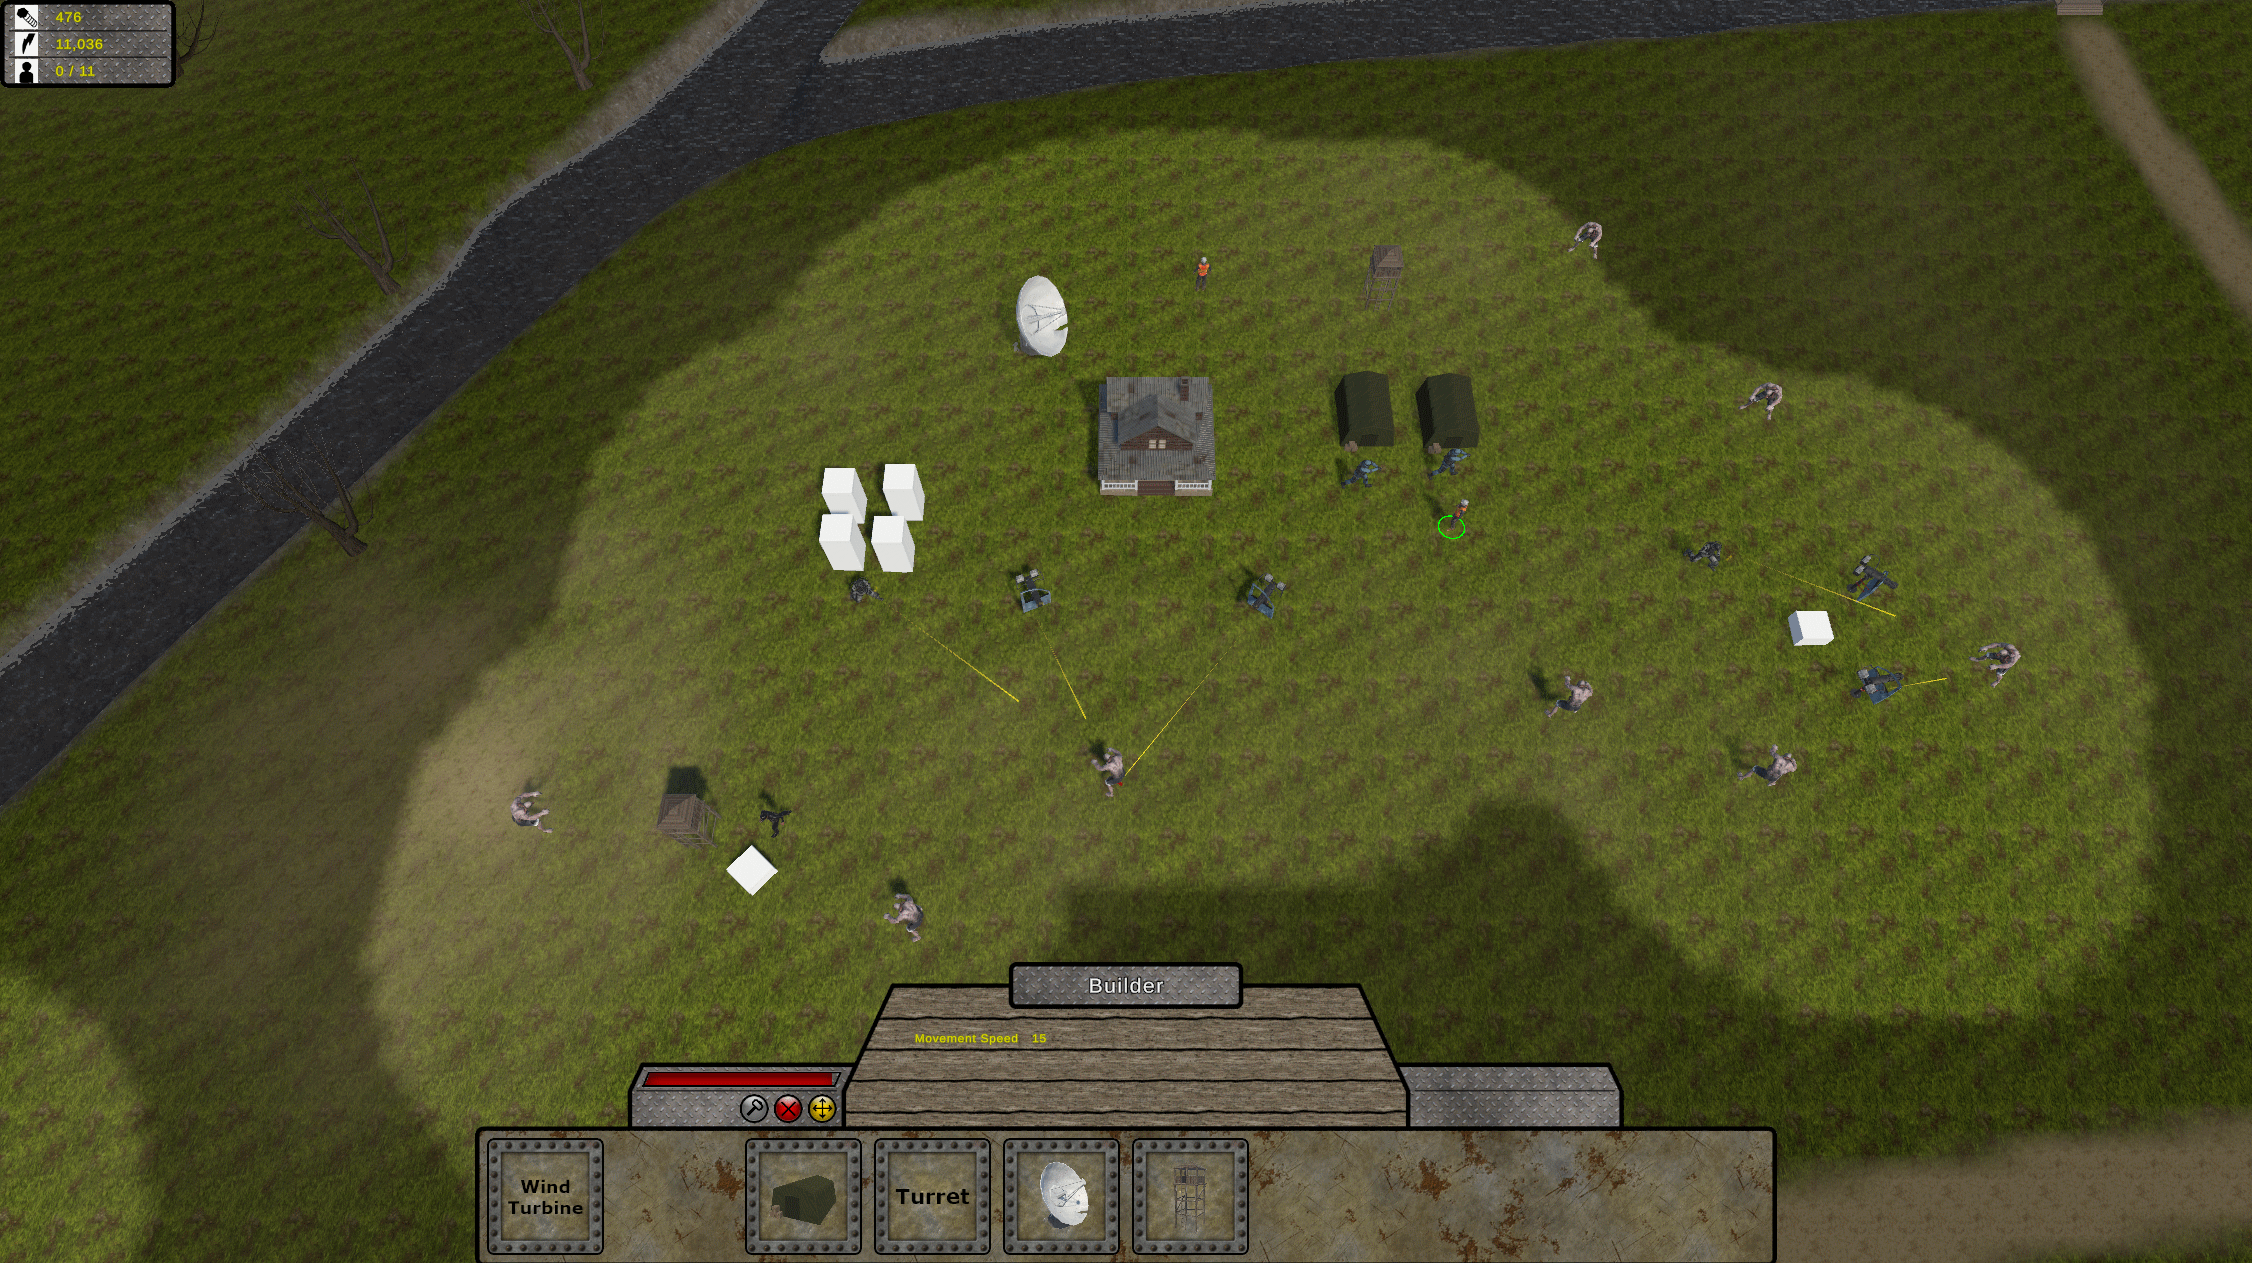 476
11,036
0 / 11
Builder
Movement Speed 15
Wind
Turbine
Turret